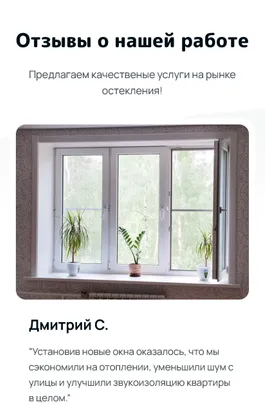 Отзывы о нашей работе
Предлагаем качественые услуги на рынке
остекления!
Дмитрий С.
"Установив новые окна оказалось, что мы
сэкономили на отоплении, уменьшили шум с
улицы и улучшили звукоизоляцию квартиры
в целом."